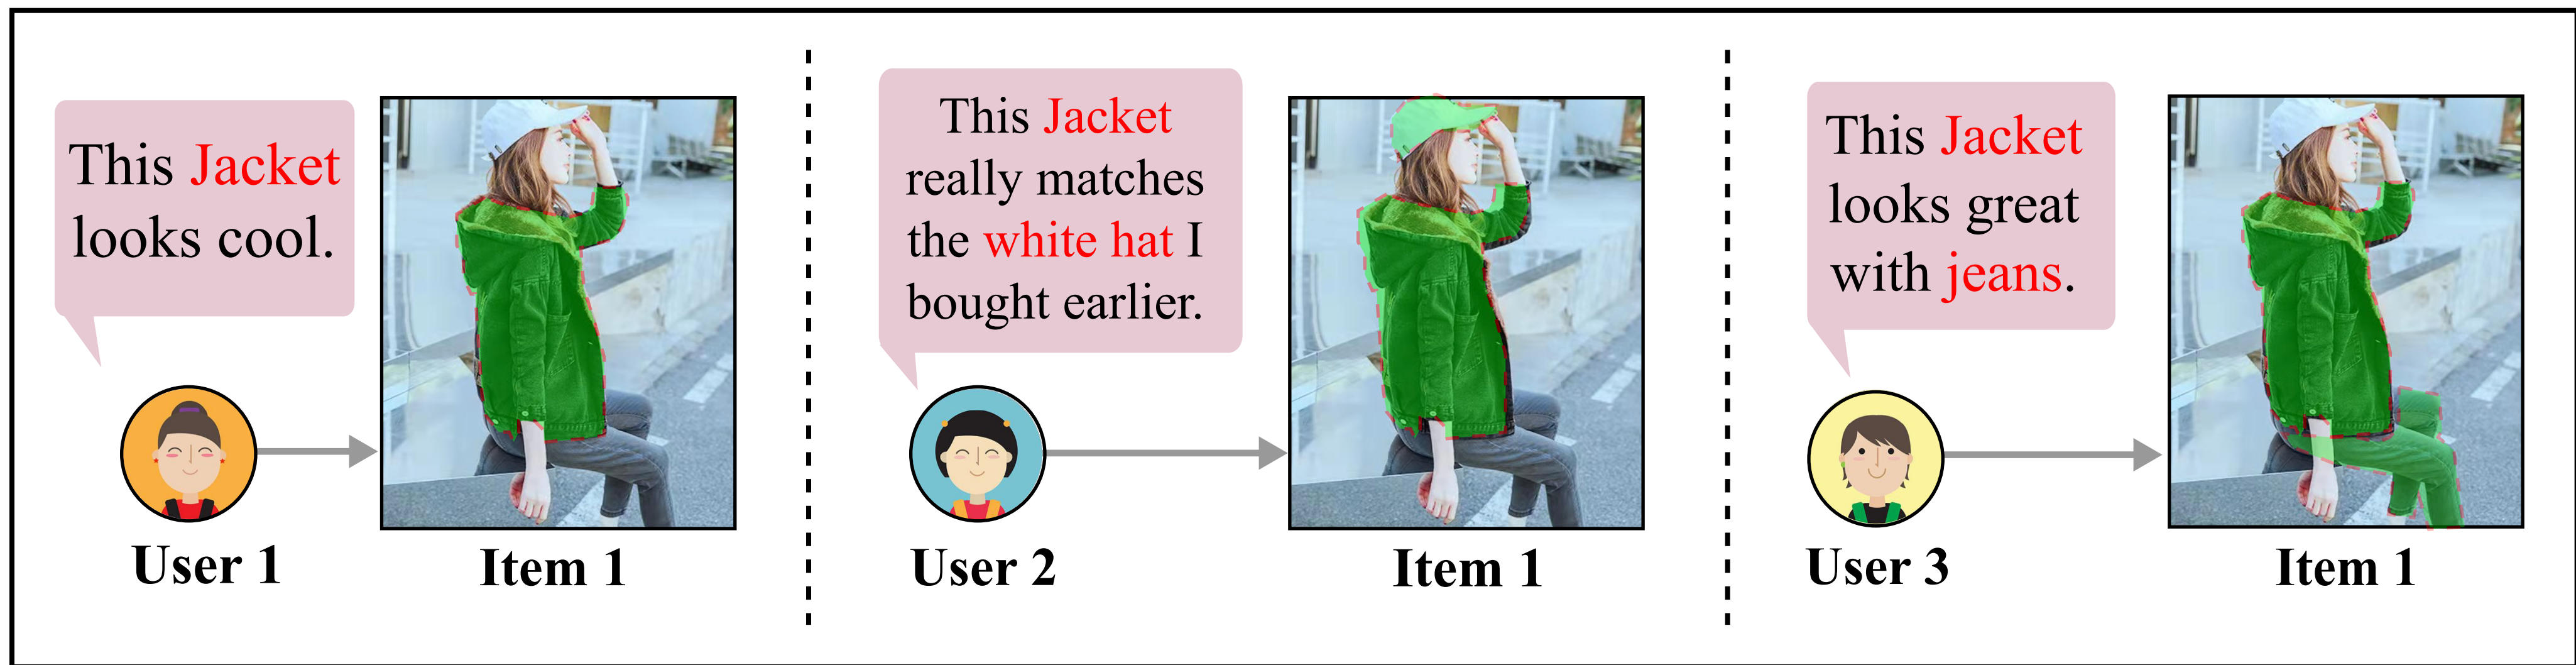 This Jacket
looks cool.
User 1
Item 1
This Jacket
really matches
the white hat I
bought earlier.
User 2
Item 1
This Jacket
looks great
with jeans.
User 3
Item 1